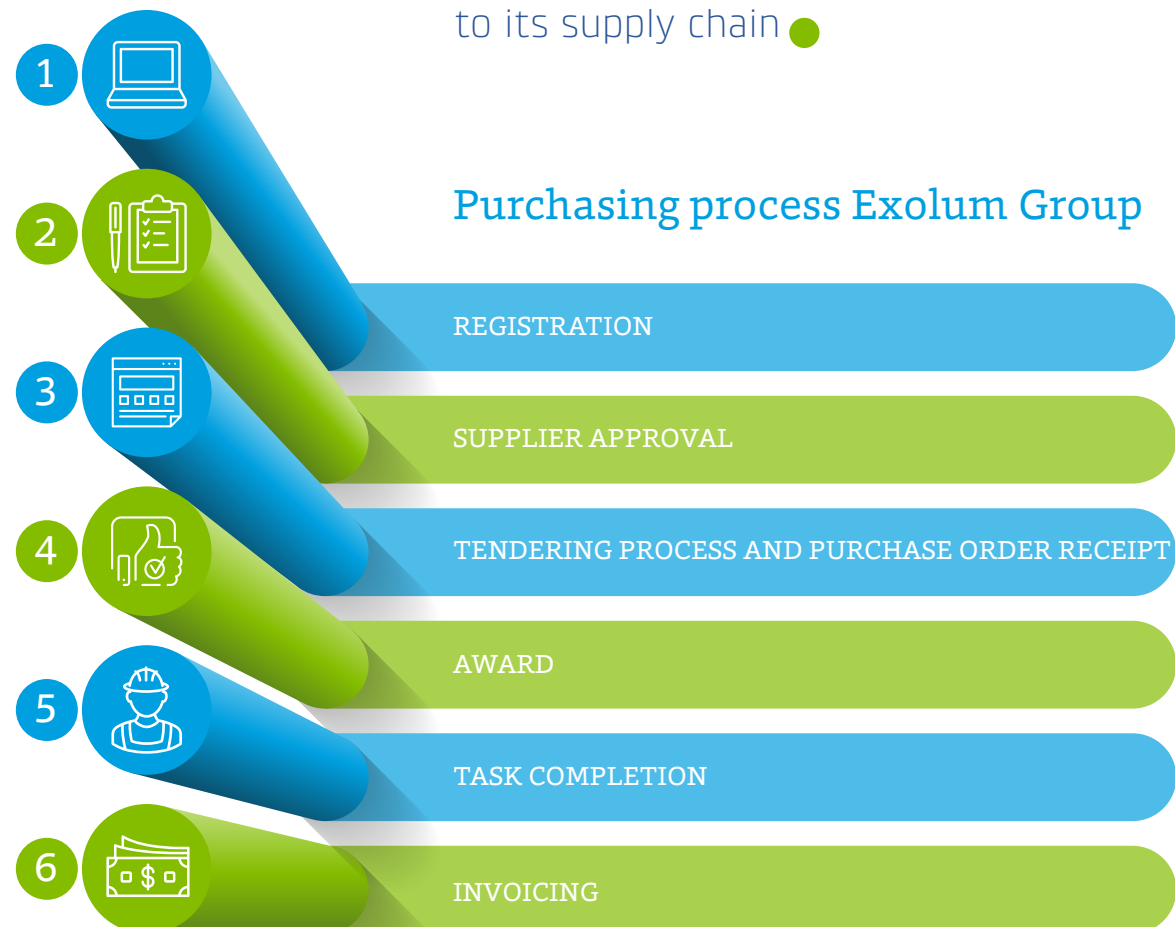 to its supply chain
Purchasing process Exolum Group
1
REGISTRATION
2
SUPPLIER APPROVAL
3
TENDERING PROCESS AND PURCHASE ORDER RECEIPT
4
AWARD
5
TASK COMPLETION
6
$
INVOICING